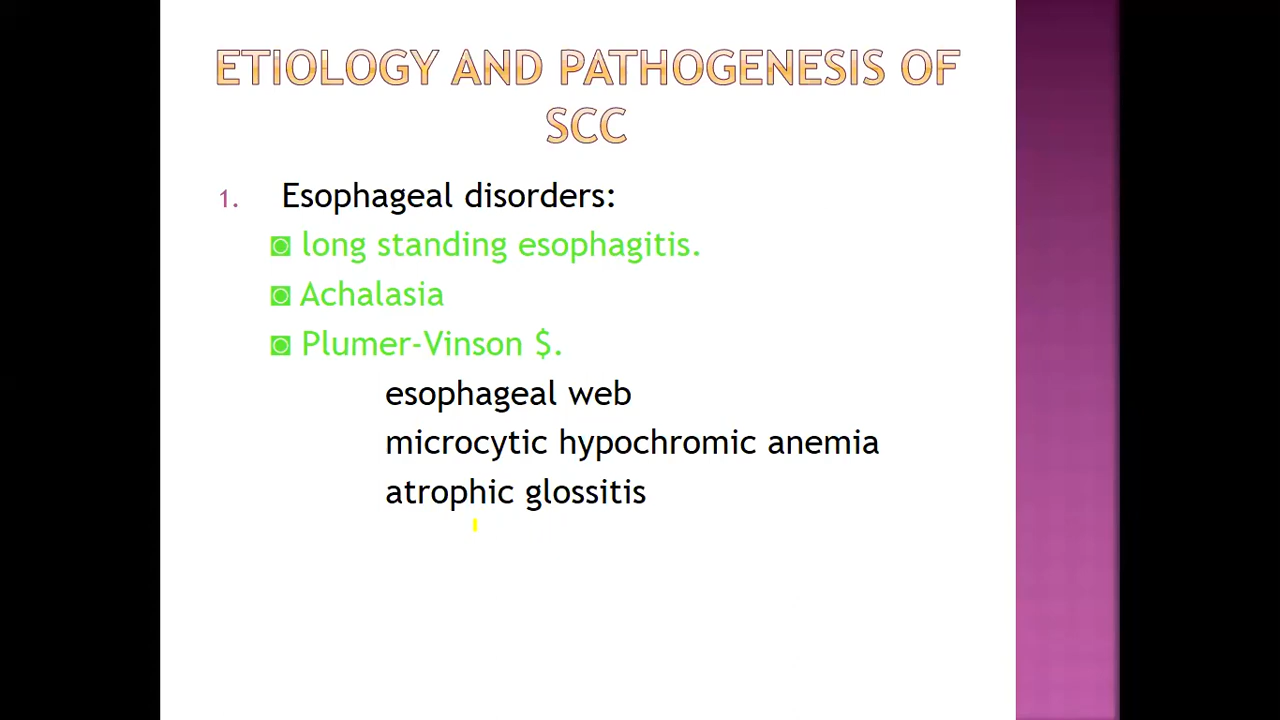 ETIOLOGY AND PATHOGENESIS OF
SCC
1. Esophageal disorders:
◙ long standing esophagitis.
◙ Achalasia
◙ Plumer-Vinson $.
esophageal web
microcytic hypochromic anemia
atrophic glossitis